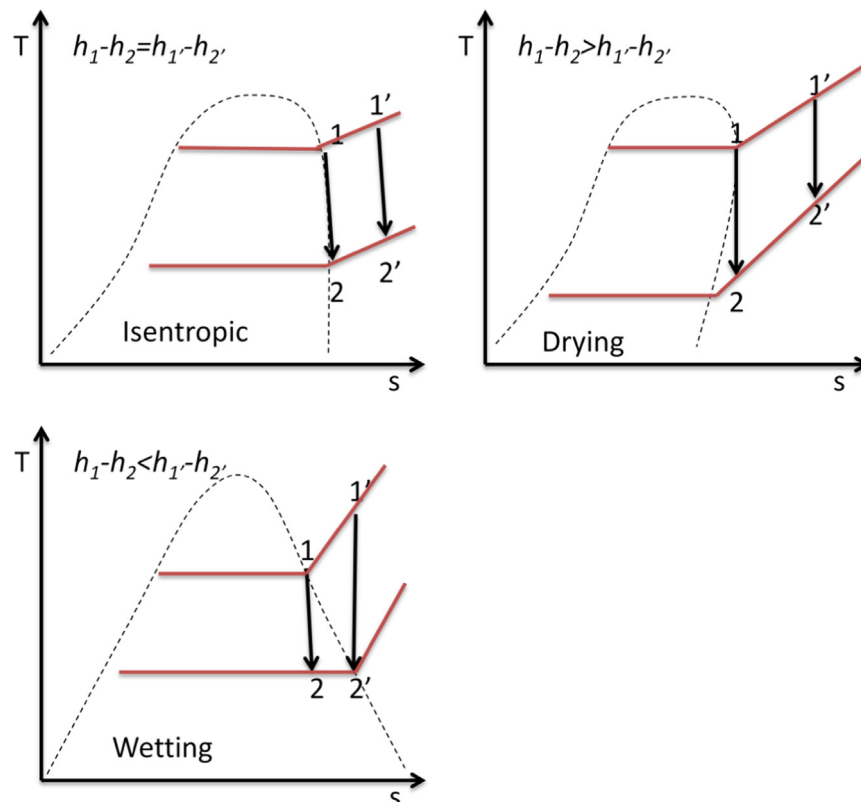 T
h1-h2=h1'-h2'
1'
1
2'
2
Isentropic
s
T
h1-h2>h1'-h2'
1'
1
2'
2
Drying
s
T
h1-h2<h1'-h2'
1'
1
2 2'
Wetting
s